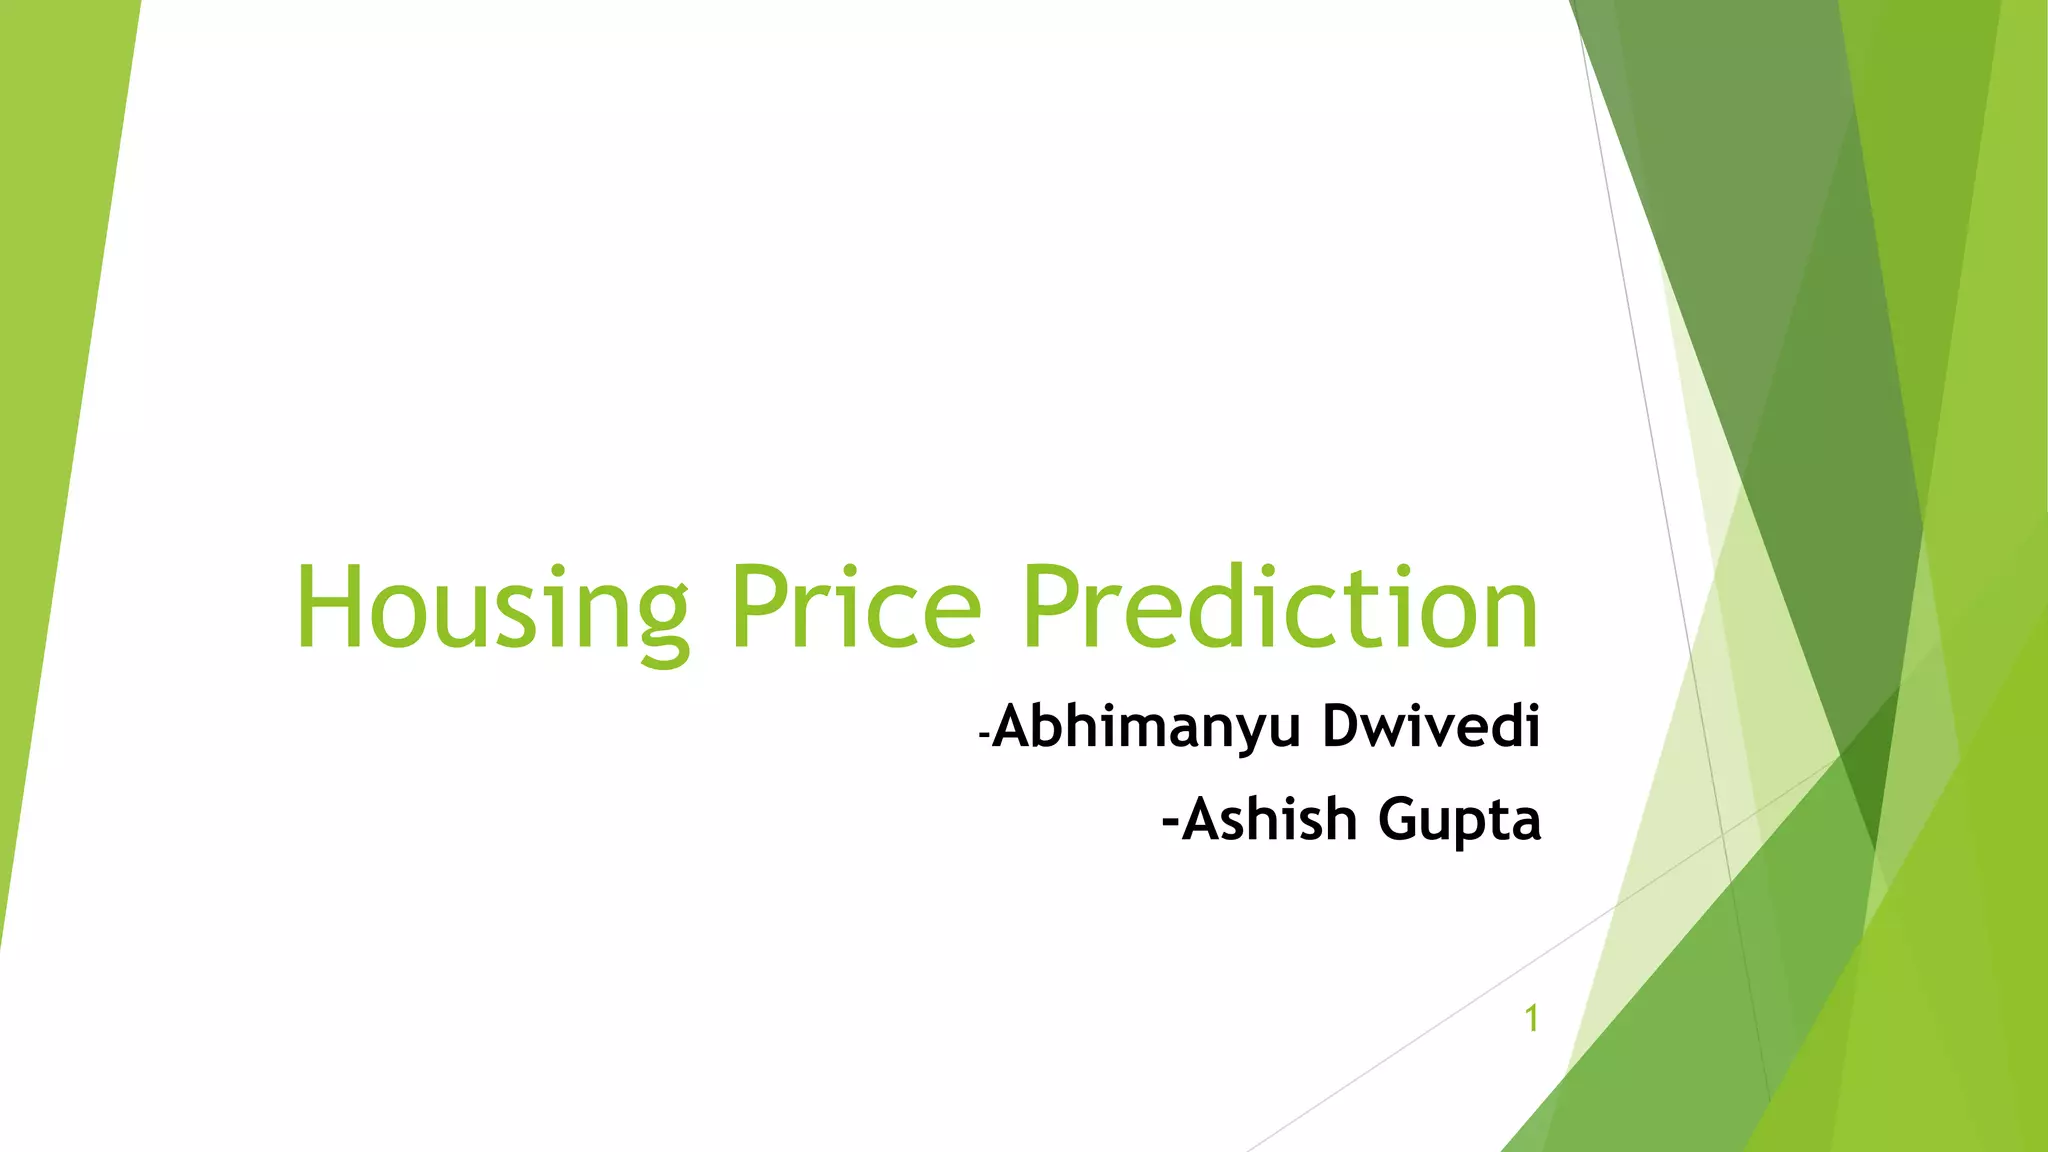 Housing Price Prediction
-Abhimanyu Dwivedi
-Ashish Gupta
1